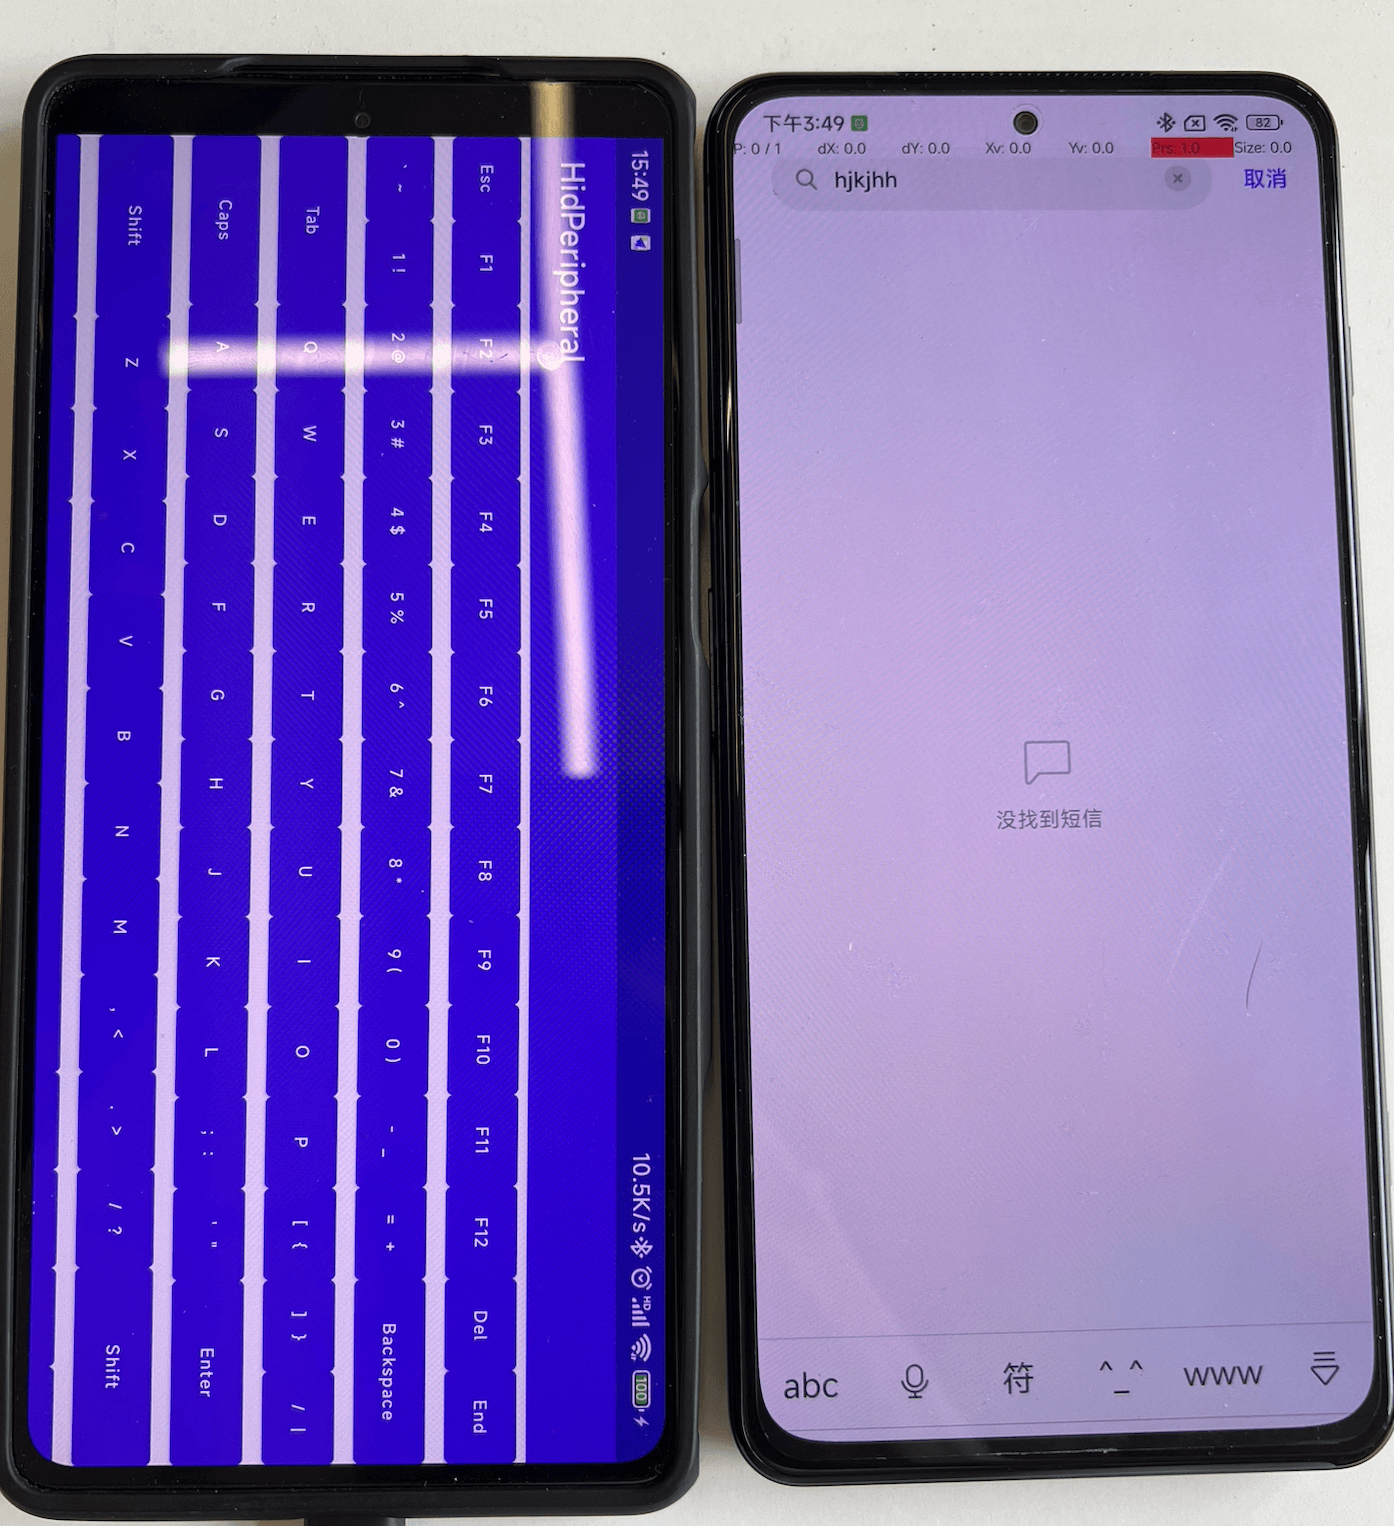 15:49
10.5K/s
HD
100
HidPeripheral
Esc F1 F2 F3 F4 F5 F6 F7 F8 F9 F10 F11 F12 Del End
` ~ 1 ! 2 @ 3 # 4 $ 5 % 6 ^ 7 & 8 * 9 ( 0 ) - _ = + Backspace
Tab Q W E R T Y U I O P [ { ] } / |
Caps A S D F G H J K L ; : ' " Enter
Shift Z X C V B N M , < . > / ? Shift
下午3:49
82
P: 0 / 1 dX: 0.0 dY: 0.0 Xv: 0.0 Yv: 0.0 Prs: 1.0 Size: 0.0
hjkjhh
取消
没找到短信
abc 符 ^_^ www